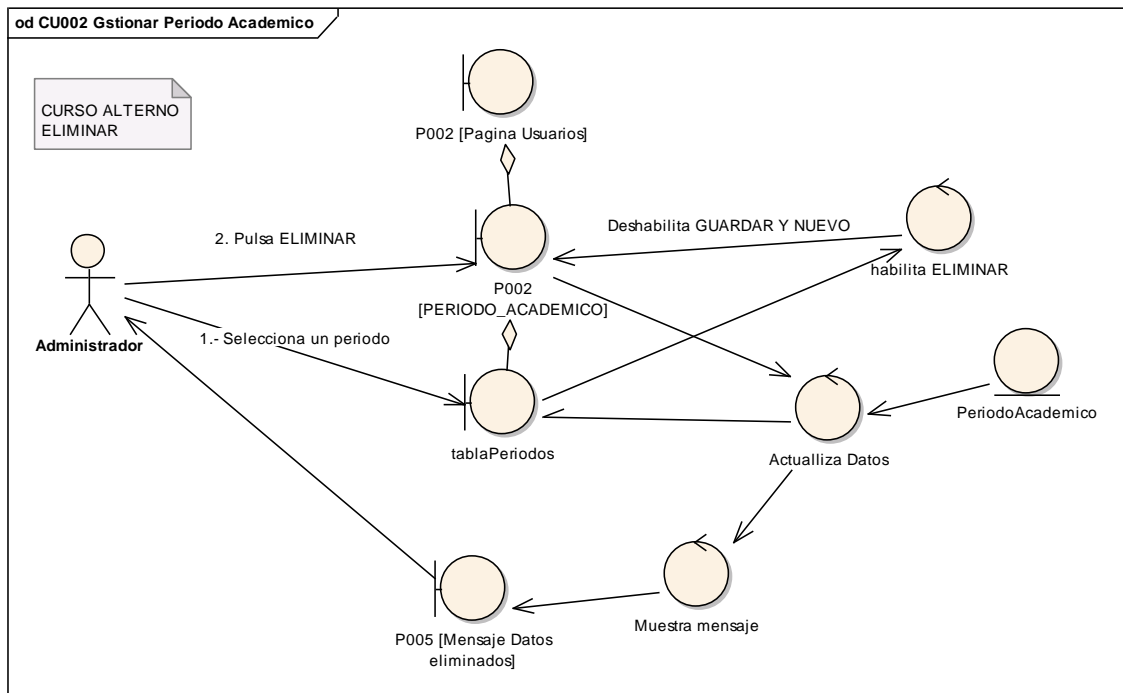 od CU002 Gstionar Periodo Academico
CURSO ALTERNO
ELIMINAR
P002 [Pagina Usuarios]
2. Pulsa ELIMINAR
Deshabilita GUARDAR Y NUEVO
habilita ELIMINAR
P002
[PERIODO_ACADEMICO]
Administrador
1.- Selecciona un periodo
PeriodoAcademico
tablaPeriodos
Actualliza Datos
Muestra mensaje
P005 [Mensaje Datos
eliminados]